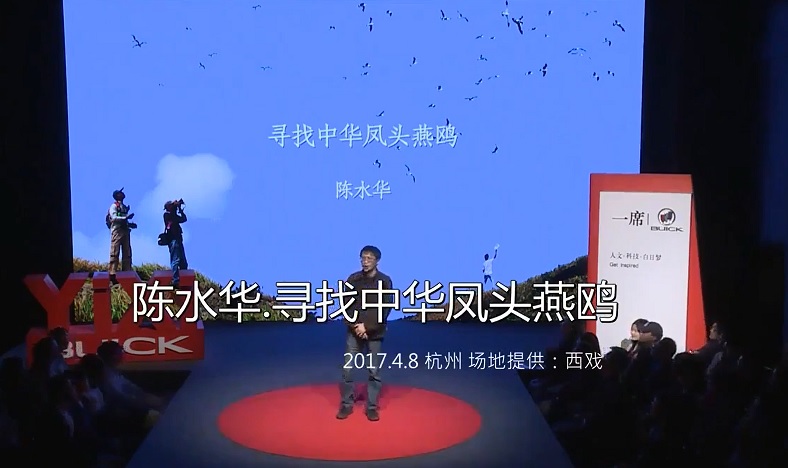 寻找中华凤头燕鸥
陈水华
一席
BUICK
人文·科技·白日梦
Get Inspired
YiXi
BUICK
陈水华.寻找中华凤头燕鸥
2017.4.8 杭州 场地提供：西戏